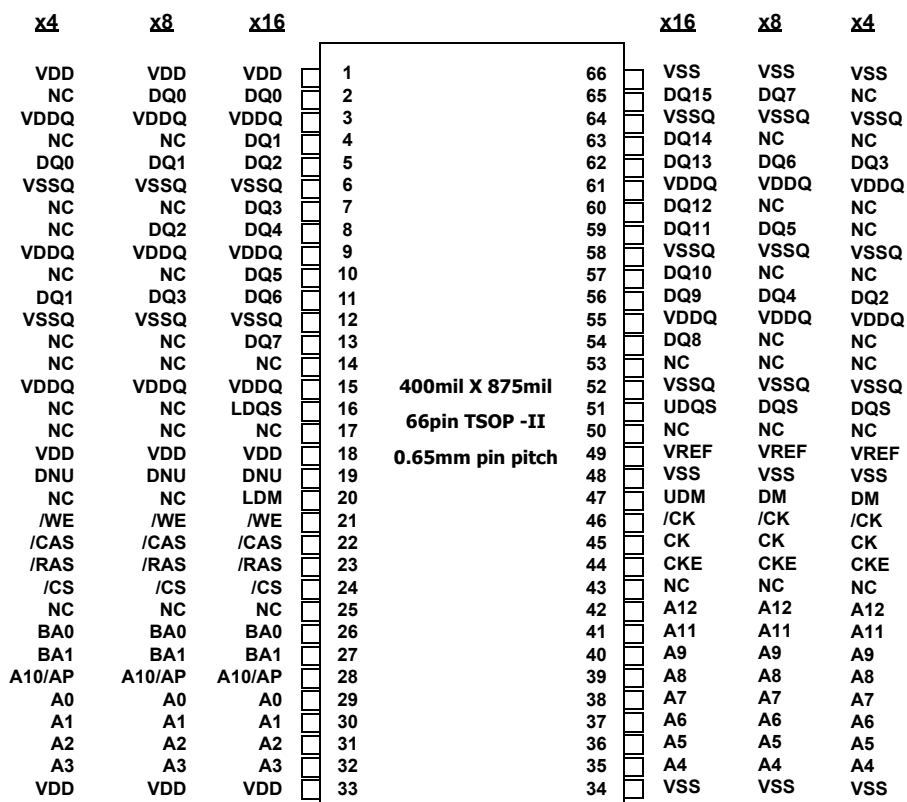 x4 x8 x16 x16 x8 x4
VDD VDD VDD 1 66 VSS VSS VSS
NC DQ0 DQ0 2 65 DQ15 DQ7 NC
VDDQ VDDQ VDDQ 3 64 VSSQ VSSQ VSSQ
NC NC DQ1 4 63 DQ14 NC NC
DQ0 DQ1 DQ2 5 62 DQ13 DQ6 DQ3
VSSQ VSSQ VSSQ 6 61 VDDQ VDDQ VDDQ
NC NC DQ3 7 60 DQ12 NC NC
NC DQ2 DQ4 8 59 DQ11 DQ5 NC
VDDQ VDDQ VDDQ 9 58 VSSQ VSSQ VSSQ
NC NC DQ5 10 57 DQ10 NC NC
DQ1 DQ3 DQ6 11 56 DQ9 DQ4 DQ2
VSSQ VSSQ VSSQ 12 55 VDDQ VDDQ VDDQ
NC NC DQ7 13 54 DQ8 NC NC
NC NC NC 14 53 NC NC NC
VDDQ VDDQ VDDQ 15 400mil X 875mil 52 VSSQ VSSQ VSSQ
NC NC LDQS 16 51 UDQS DQS DQS
66pin TSOP -II
NC NC NC 17 50 NC NC NC
VDD VDD VDD 18 0.65mm pin pitch 49 VREF VREF VREF
DNU DNU DNU 19 48 VSS VSS VSS
NC NC LDM 20 47 UDM DM DM
/WE /WE /WE 21 46 /CK /CK /CK
/CAS /CAS /CAS 22 45 CK CK CK
/RAS /RAS /RAS 23 44 CKE CKE CKE
/CS /CS /CS 24 43 NC NC NC
NC NC NC 25 42 A12 A12 A12
BA0 BA0 BA0 26 41 A11 A11 A11
BA1 BA1 BA1 27 40 A9 A9 A9
A10/AP A10/AP A10/AP 28 39 A8 A8 A8
A0 A0 A0 29 38 A7 A7 A7
A1 A1 A1 30 37 A6 A6 A6
A2 A2 A2 31 36 A5 A5 A5
A3 A3 A3 32 35 A4 A4 A4
VDD VDD VDD 33 34 VSS VSS VSS